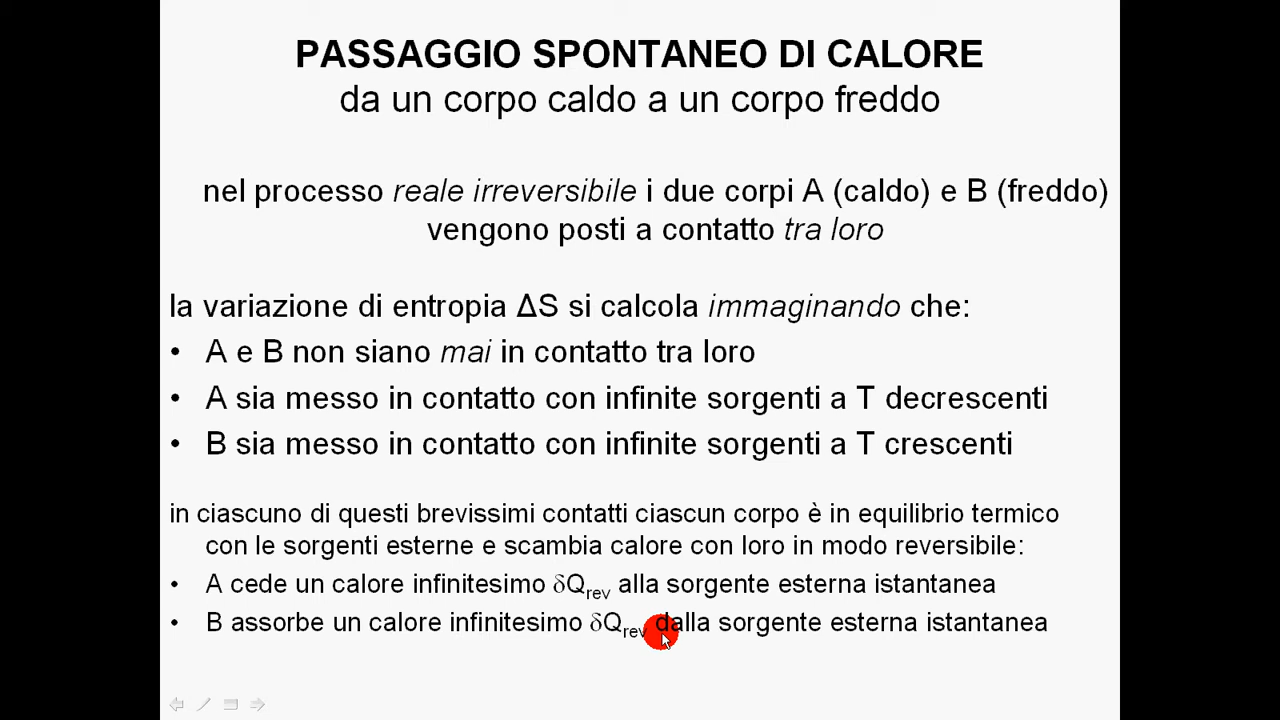 PASSAGGIO SPONTANEO DI CALORE
da un corpo caldo a un corpo freddo
nel processo reale irreversibile i due corpi A (caldo) e B (freddo)
vengono posti a contatto tra loro
la variazione di entropia ΔS si calcola immaginando che:
• A e B non siano mai in contatto tra loro
• A sia messo in contatto con infinite sorgenti a T decrescenti
• B sia messo in contatto con infinite sorgenti a T crescenti
in ciascuno di questi brevissimi contatti ciascun corpo è in equilibrio termico
con le sorgenti esterne e scambia calore con loro in modo reversibile:
• A cede un calore infinitesimo δQrev alla sorgente esterna istantanea
• B assorbe un calore infinitesimo δQrev dalla sorgente esterna istantanea